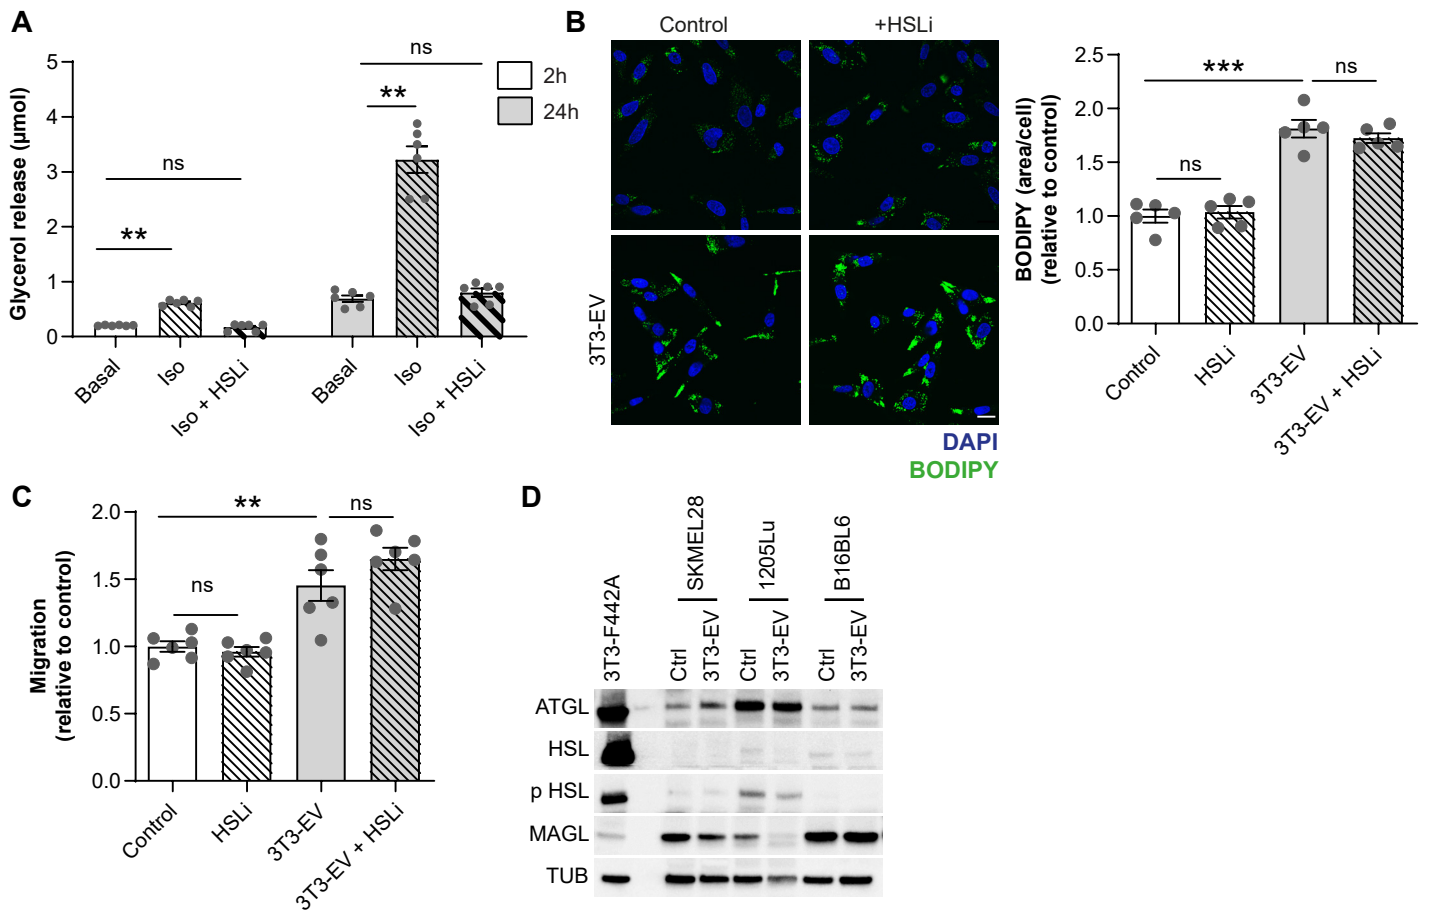 A
Glycerol release (µmol)
5
4
3
2
1
0
ns
**
ns
**
2h
24h
Basal
Iso
Iso + HSLi
Basal
Iso
Iso + HSLi
B
Control
+HSLi
3T3-EV
DAPI
BODIPY
BODIPY (area/cell)
(relative to control)
2.5
2.0
1.5
1.0
0.5
0.0
***
ns
ns
Control
HSLi
3T3-EV
3T3-EV + HSLi
C
Migration
(relative to control)
2.0
1.5
1.0
0.5
0.0
**
ns
ns
Control
HSLi
3T3-EV
3T3-EV + HSLi
D
SKMEL28
1205Lu
B16BL6
3T3-F442A
Ctrl
3T3-EV
Ctrl
3T3-EV
Ctrl
3T3-EV
ATGL
HSL
p HSL
MAGL
TUB